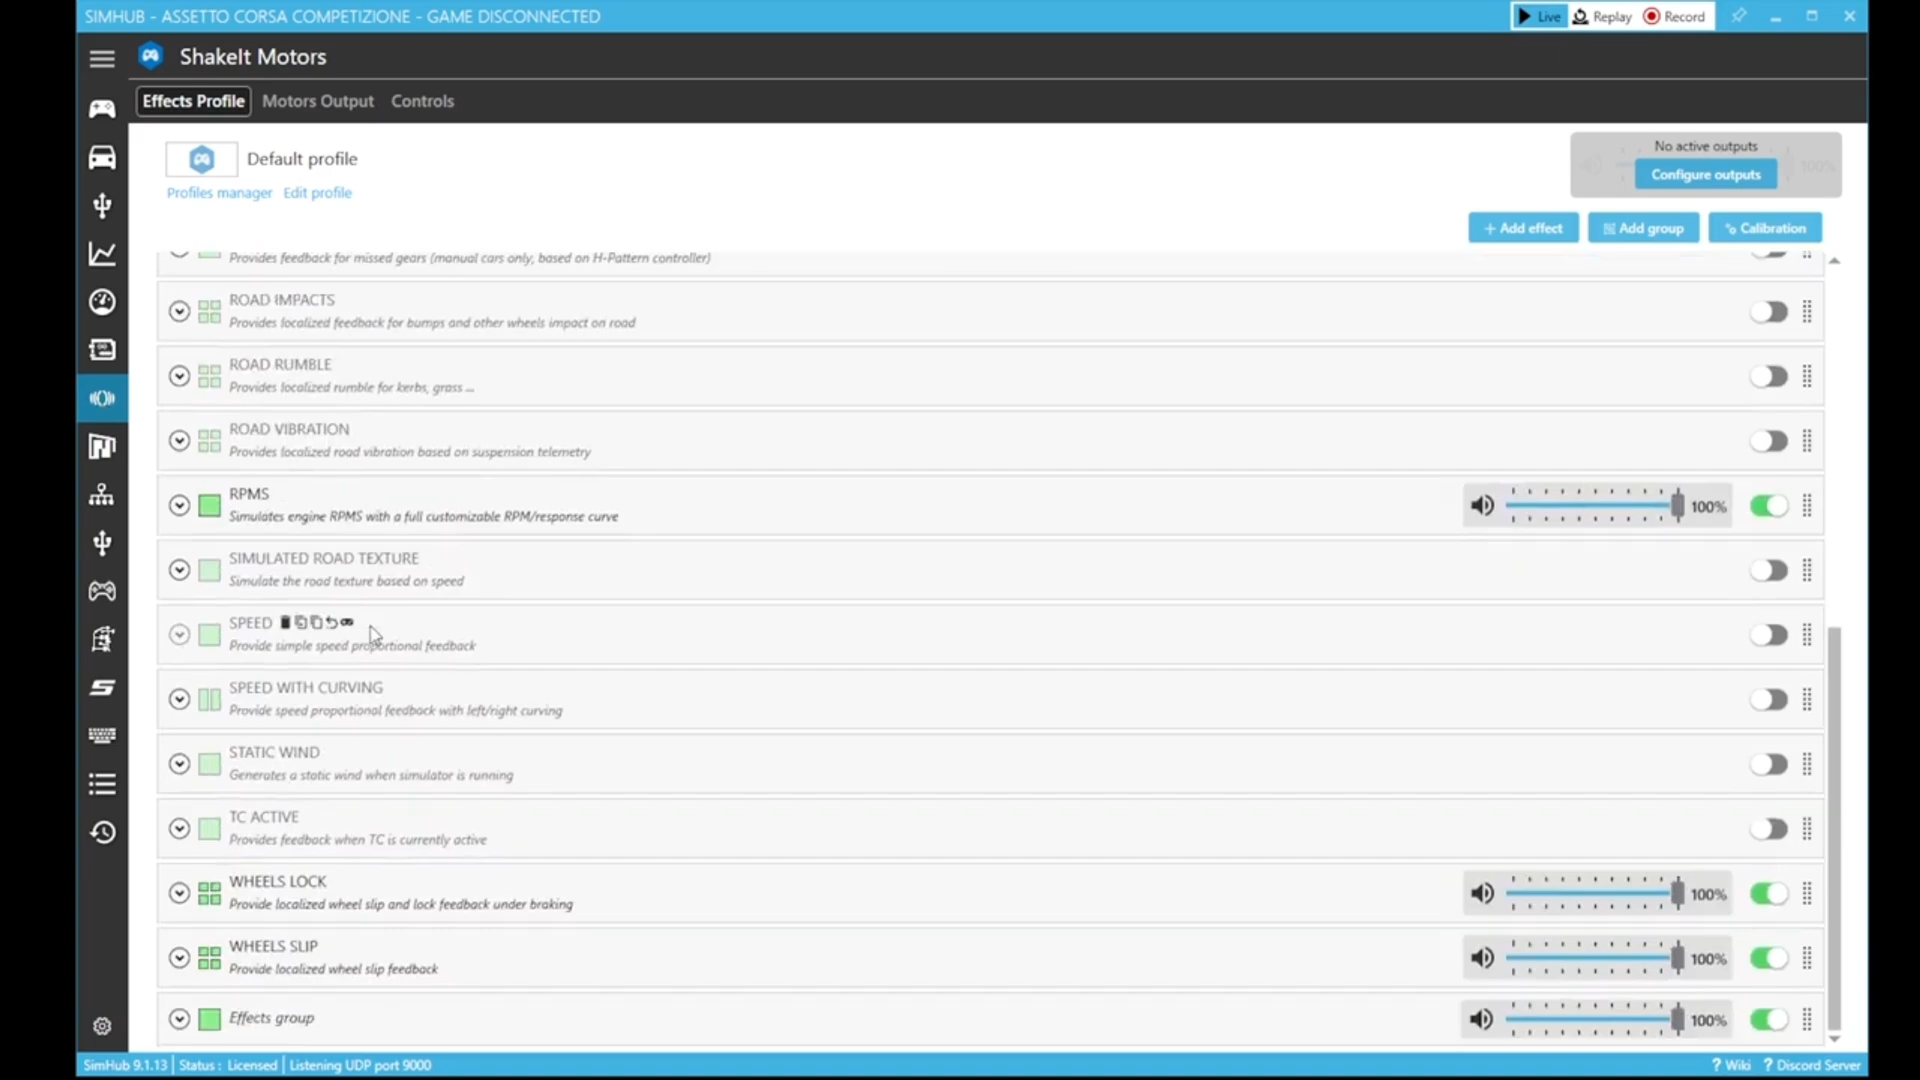 SIMHUB - ASSETTO CORSA COMPETIZIONE - GAME DISCONNECTED
Live Replay Record
ShakeIt Motors
Effects Profile Motors Output Controls
Default profile
Profiles manager Edit profile
No active outputs
100%
Configure outputs
+ Add effect Add group Calibration
Provides feedback for missed gears (manual cars only, based on H-Pattern controller)
ROAD IMPACTS
Provides localized feedback for bumps and other wheels impact on road
ROAD RUMBLE
Provides localized rumble for kerbs, grass ...
ROAD VIBRATION
Provides localized road vibration based on suspension telemetry
RPMS
Simulates engine RPMS with a full customizable RPM/response curve
100%
SIMULATED ROAD TEXTURE
Simulate the road texture based on speed
SPEED
Provide simple speed proportional feedback
SPEED WITH CURVING
Provide speed proportional feedback with left/right curving
STATIC WIND
Generates a static wind when simulator is running
TC ACTIVE
Provides feedback when TC is currently active
WHEELS LOCK
Provide localized wheel slip and lock feedback under braking
100%
WHEELS SLIP
Provide localized wheel slip feedback
100%
Effects group
100%
SimHub 9.1.13 | Status : Licensed | Listening UDP port 9000
? Wiki ? Discord Server